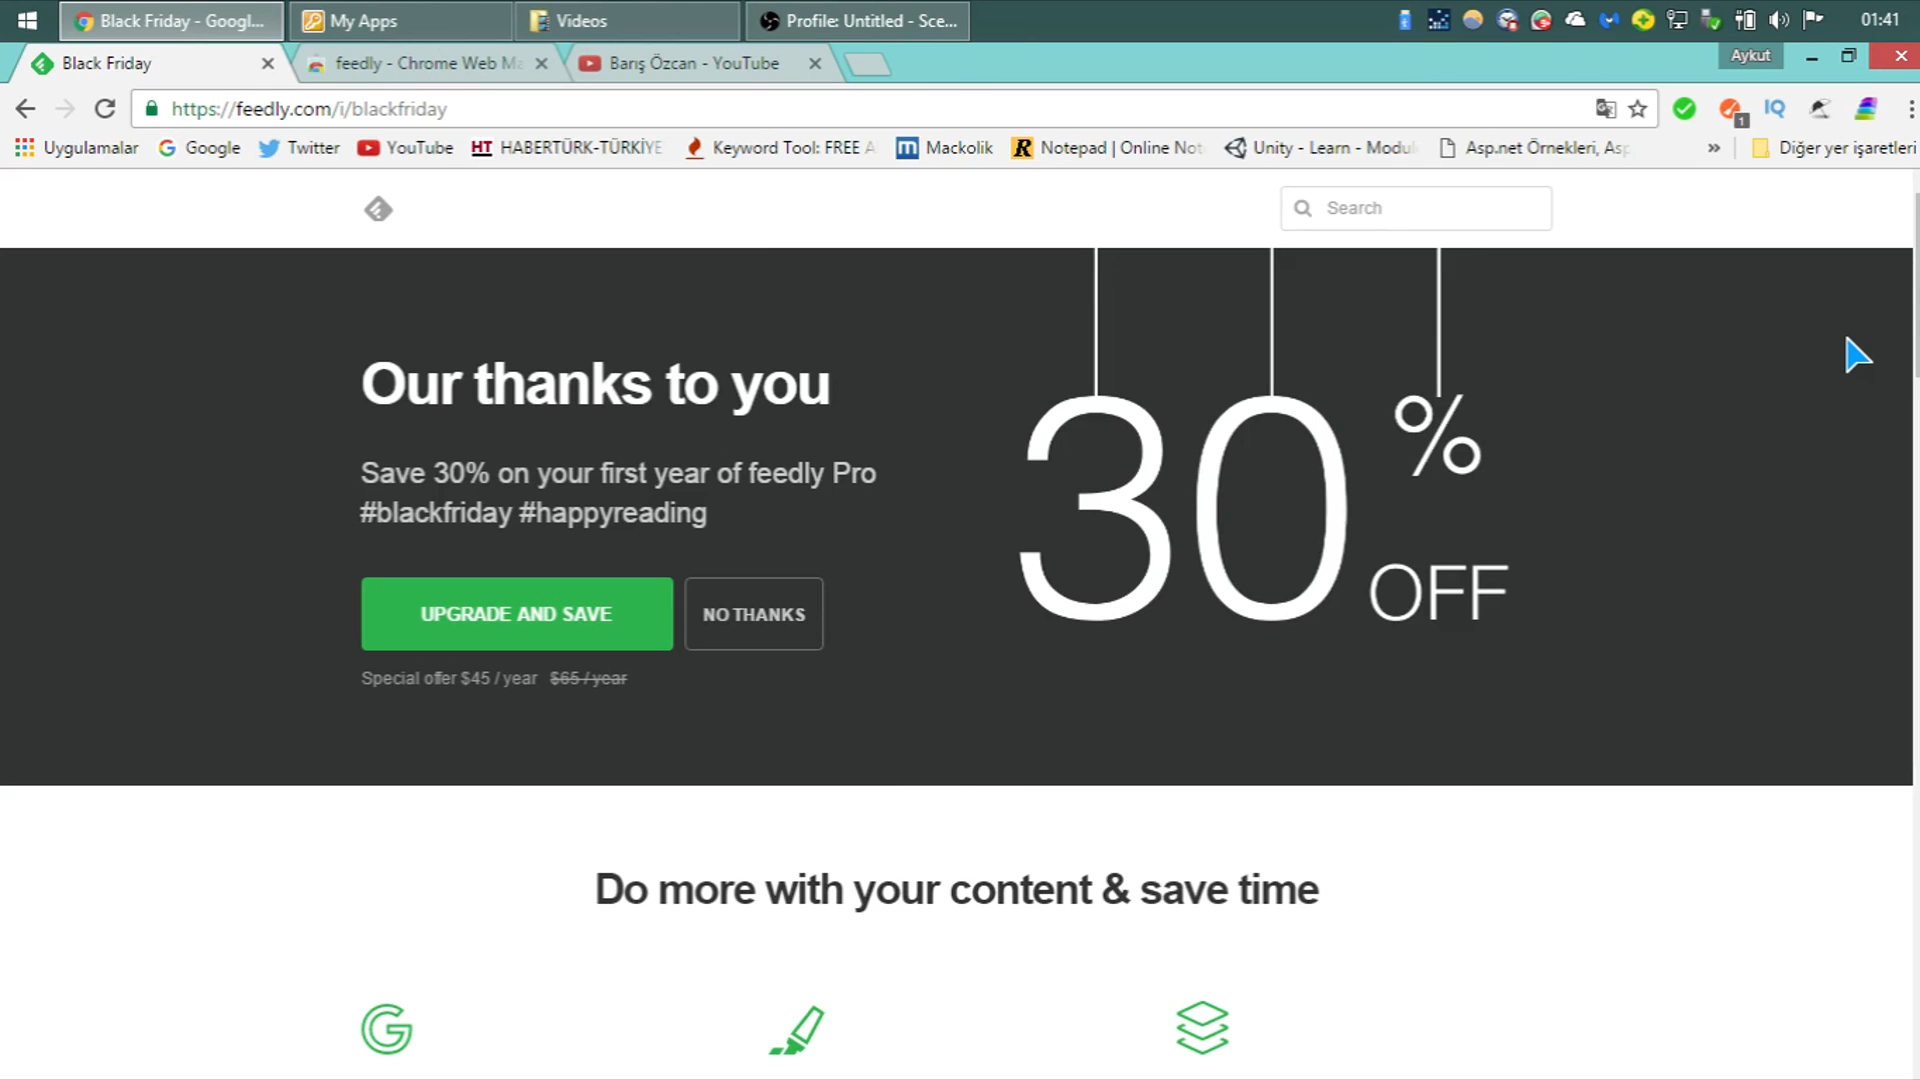 Black Friday - Googl...
My Apps
Videos
Profile: Untitled - Sce...
01:41
Black Friday
feedly - Chrome Web Ma
Barış Özcan - YouTube
Aykut
https://feedly.com/i/blackfriday
1
IQ
Uygulamalar
Google
Twitter
YouTube
HT HABERTÜRK-TÜRKİYE
Keyword Tool: FREE A
m Mackolik
R Notepad | Online Not
Unity - Learn - Modul
Asp.net Örnekleri, Asp
»
Diğer yer işaretleri
Search
Our thanks to you
Save 30% on your first year of feedly Pro
#blackfriday #happyreading
UPGRADE AND SAVE
NO THANKS
Special offer $45 / year $65 / year
30 % OFF
Do more with your content & save time